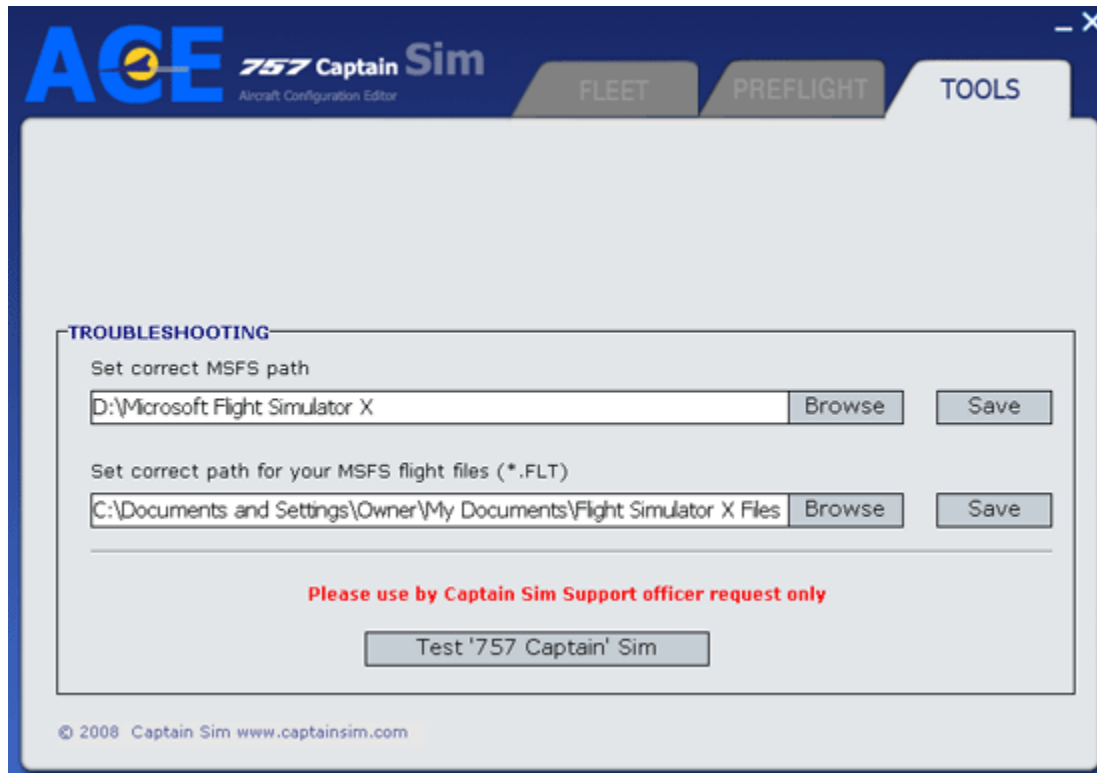 ACE 757 Captain Sim
Aircraft Configuration Editor
FLEET PREFLIGHT TOOLS
TROUBLESHOOTING
Set correct MSFS path
D:\Microsoft Flight Simulator X Browse Save
Set correct path for your MSFS flight files (*.FLT)
C:\Documents and Settings\Owner\My Documents\Flight Simulator X Files Browse Save
Please use by Captain Sim Support officer request only
Test '757 Captain' Sim
© 2008 Captain Sim www.captainsim.com